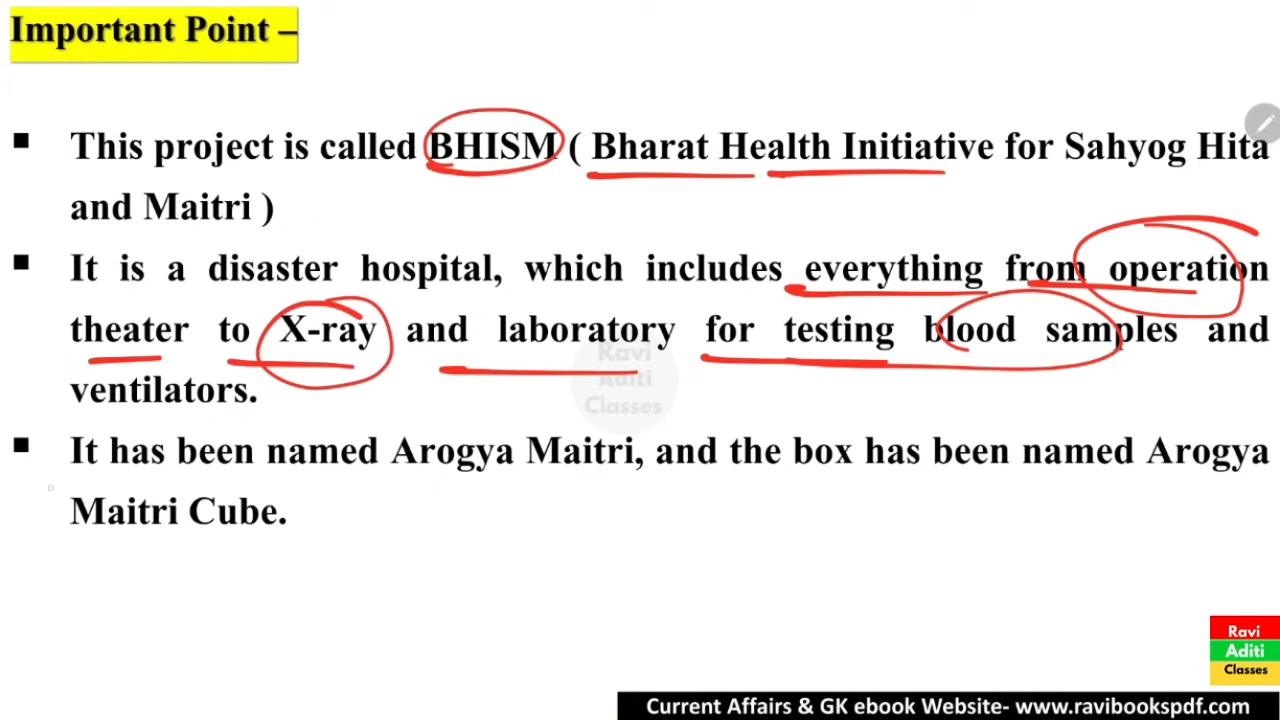 Important Point –
▪ This project is called BHISM ( Bharat Health Initiative for Sahyog Hita
and Maitri )
▪ It is a disaster hospital, which includes everything from operation
theater to X-ray and laboratory for testing blood samples and
ventilators.
▪ It has been named Arogya Maitri, and the box has been named Arogya
Maitri Cube.
Ravi
Aditi
Classes
Ravi
Aditi
Classes
Current Affairs & GK ebook Website- www.ravibookspdf.com